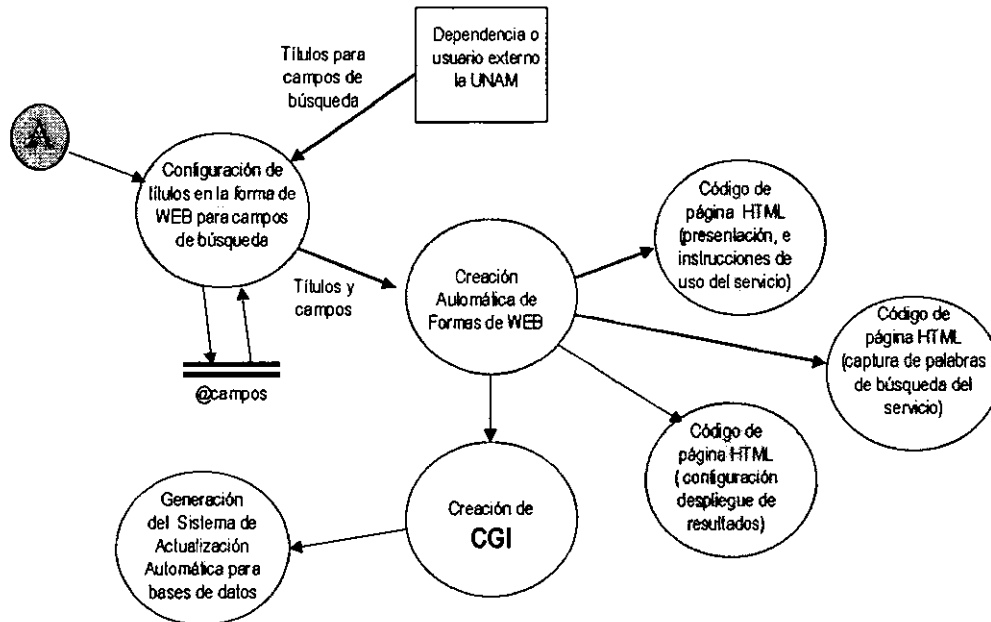 Dependencia o
usuario externo
la UNAM
Títulos para
campos de
búsqueda
A
Configuración de
títulos en la forma de
WEB para campos
de búsqueda
Código de
página HTML
(presentación, e
instrucciones de
uso del servicio)
Títulos y
campos
Creación
Automática de
Formas de WEB
Código de
página HTML
(captura de palabras
de búsqueda del
servicio)
@campos
Código de
página HTML
( configuración
despliegue de
resultados)
Creación de
CGI
Generación
del Sistema de
Actualización
Automática para
bases de datos